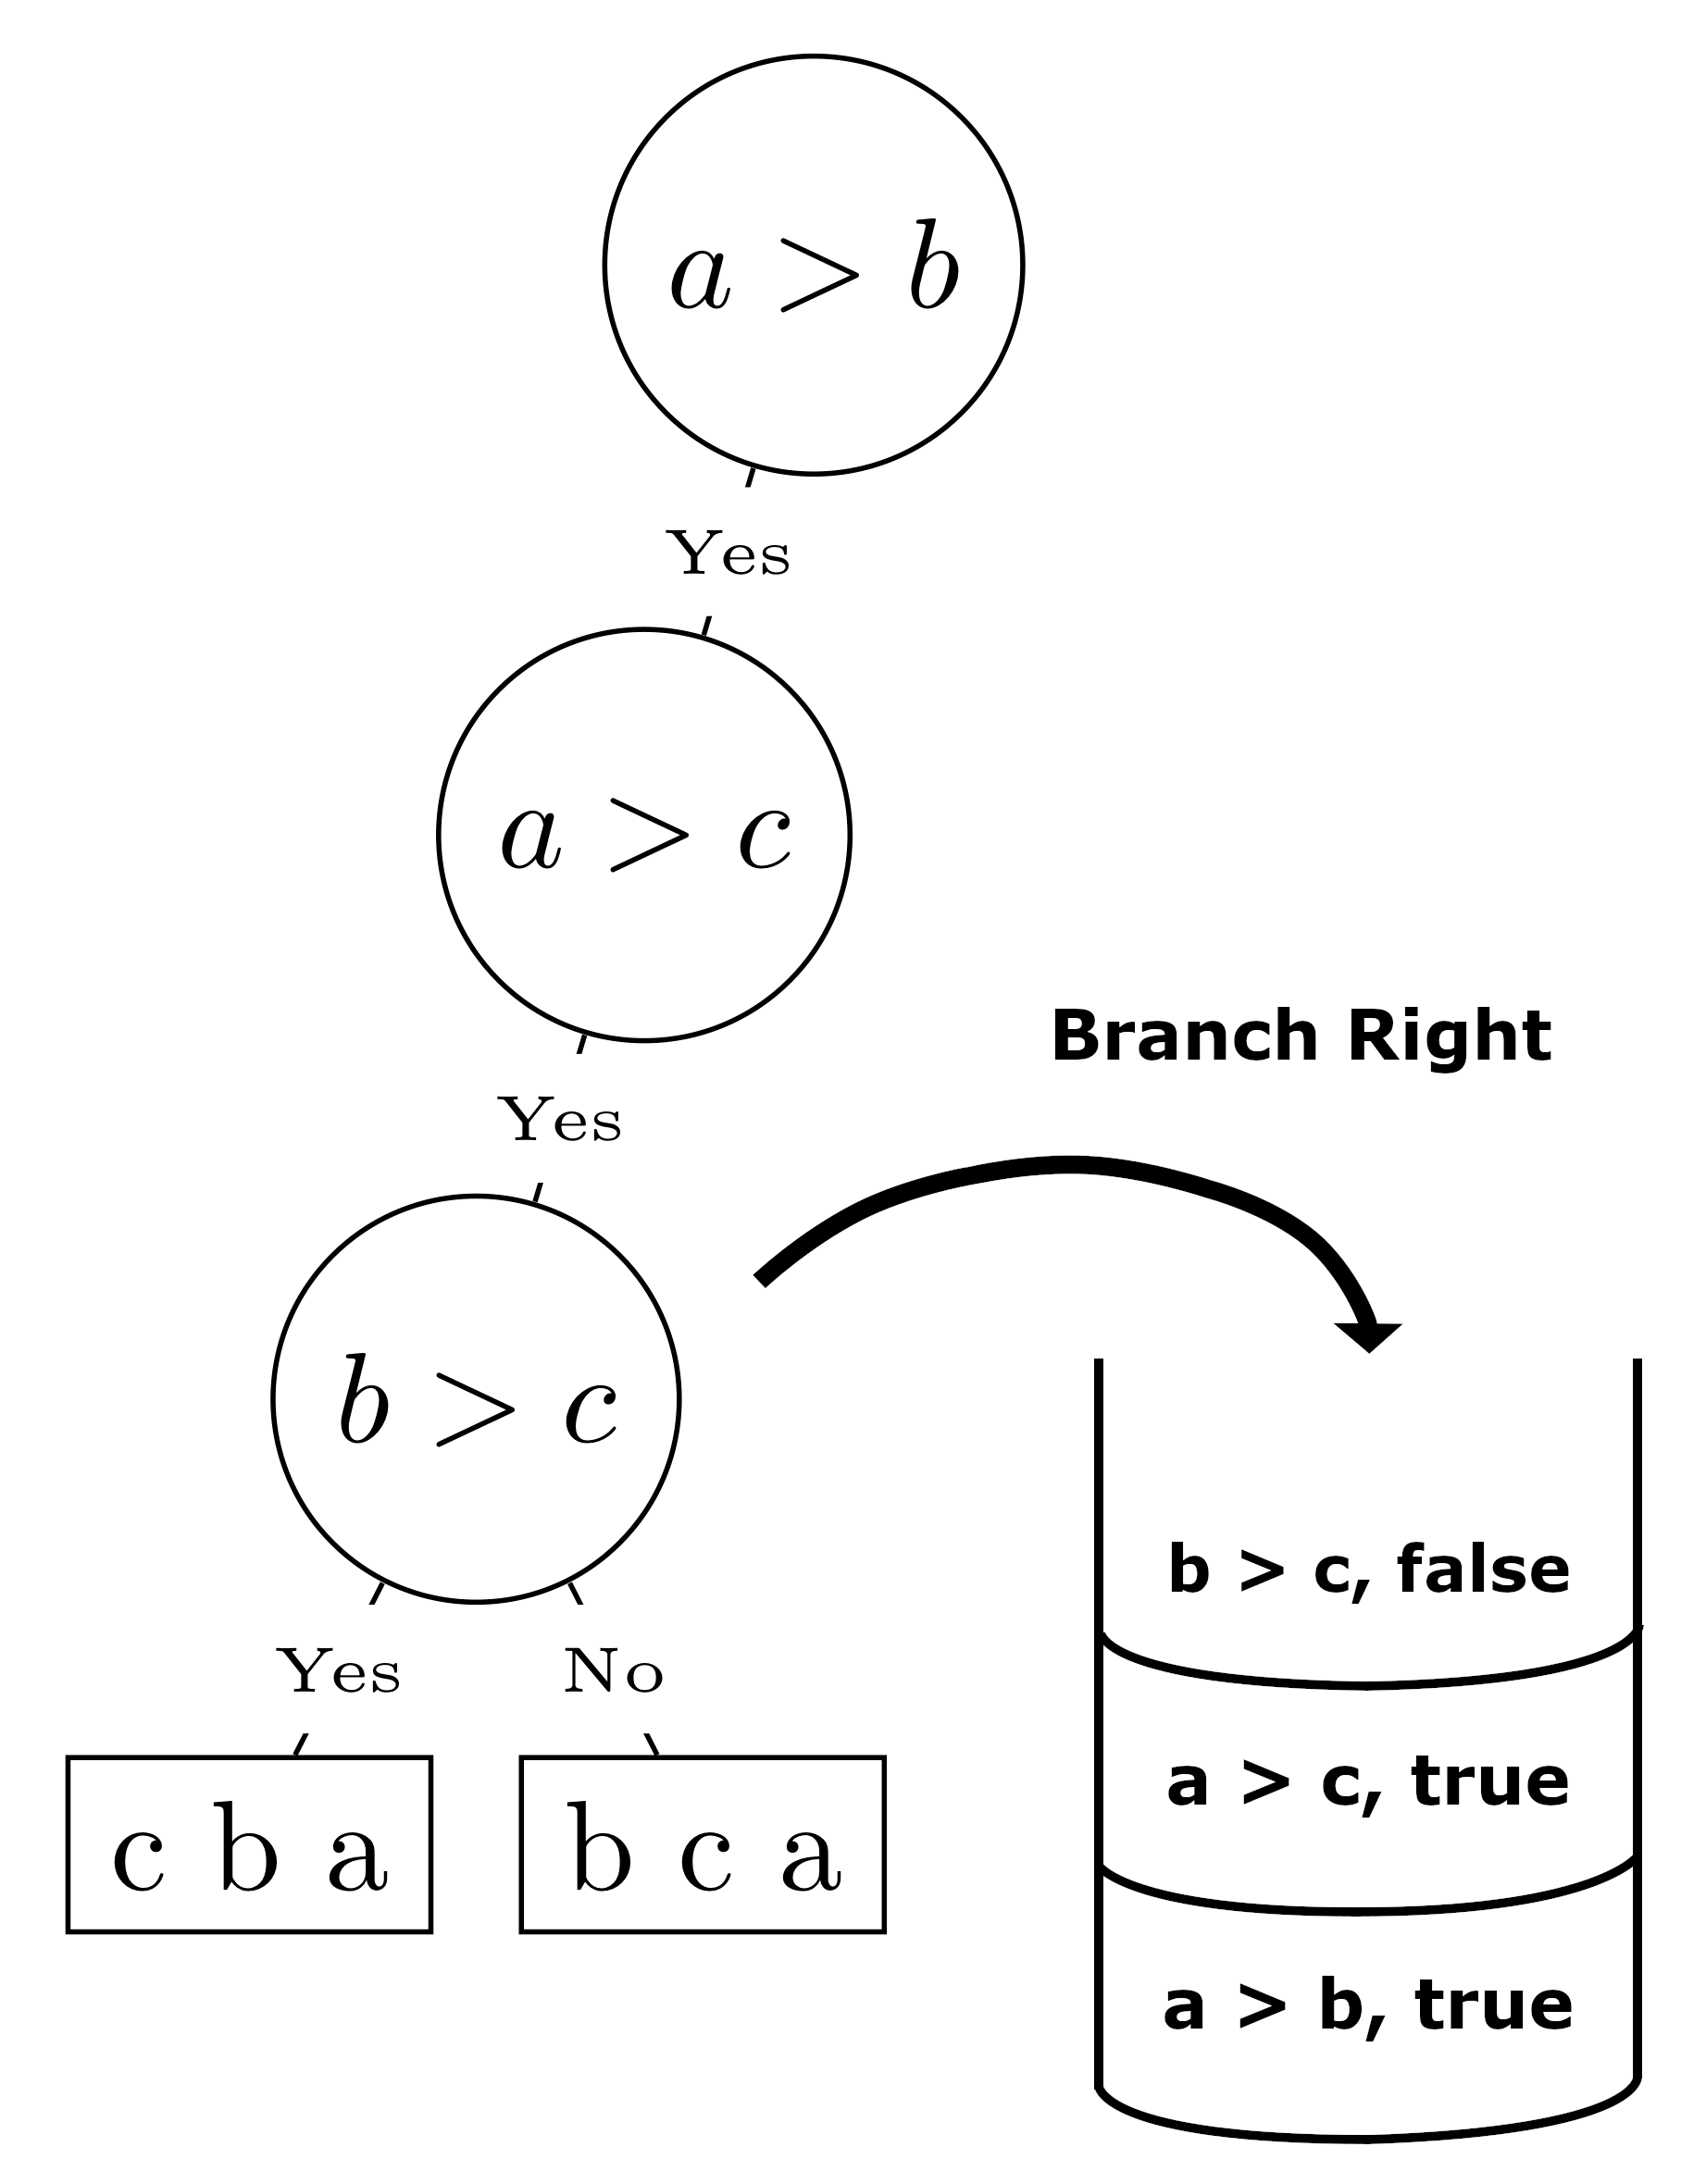 a > b
Yes
a > c
Branch Right
Yes
b > c
b > c, false
Yes No
a > c, true
c b a
b c a
a > b, true